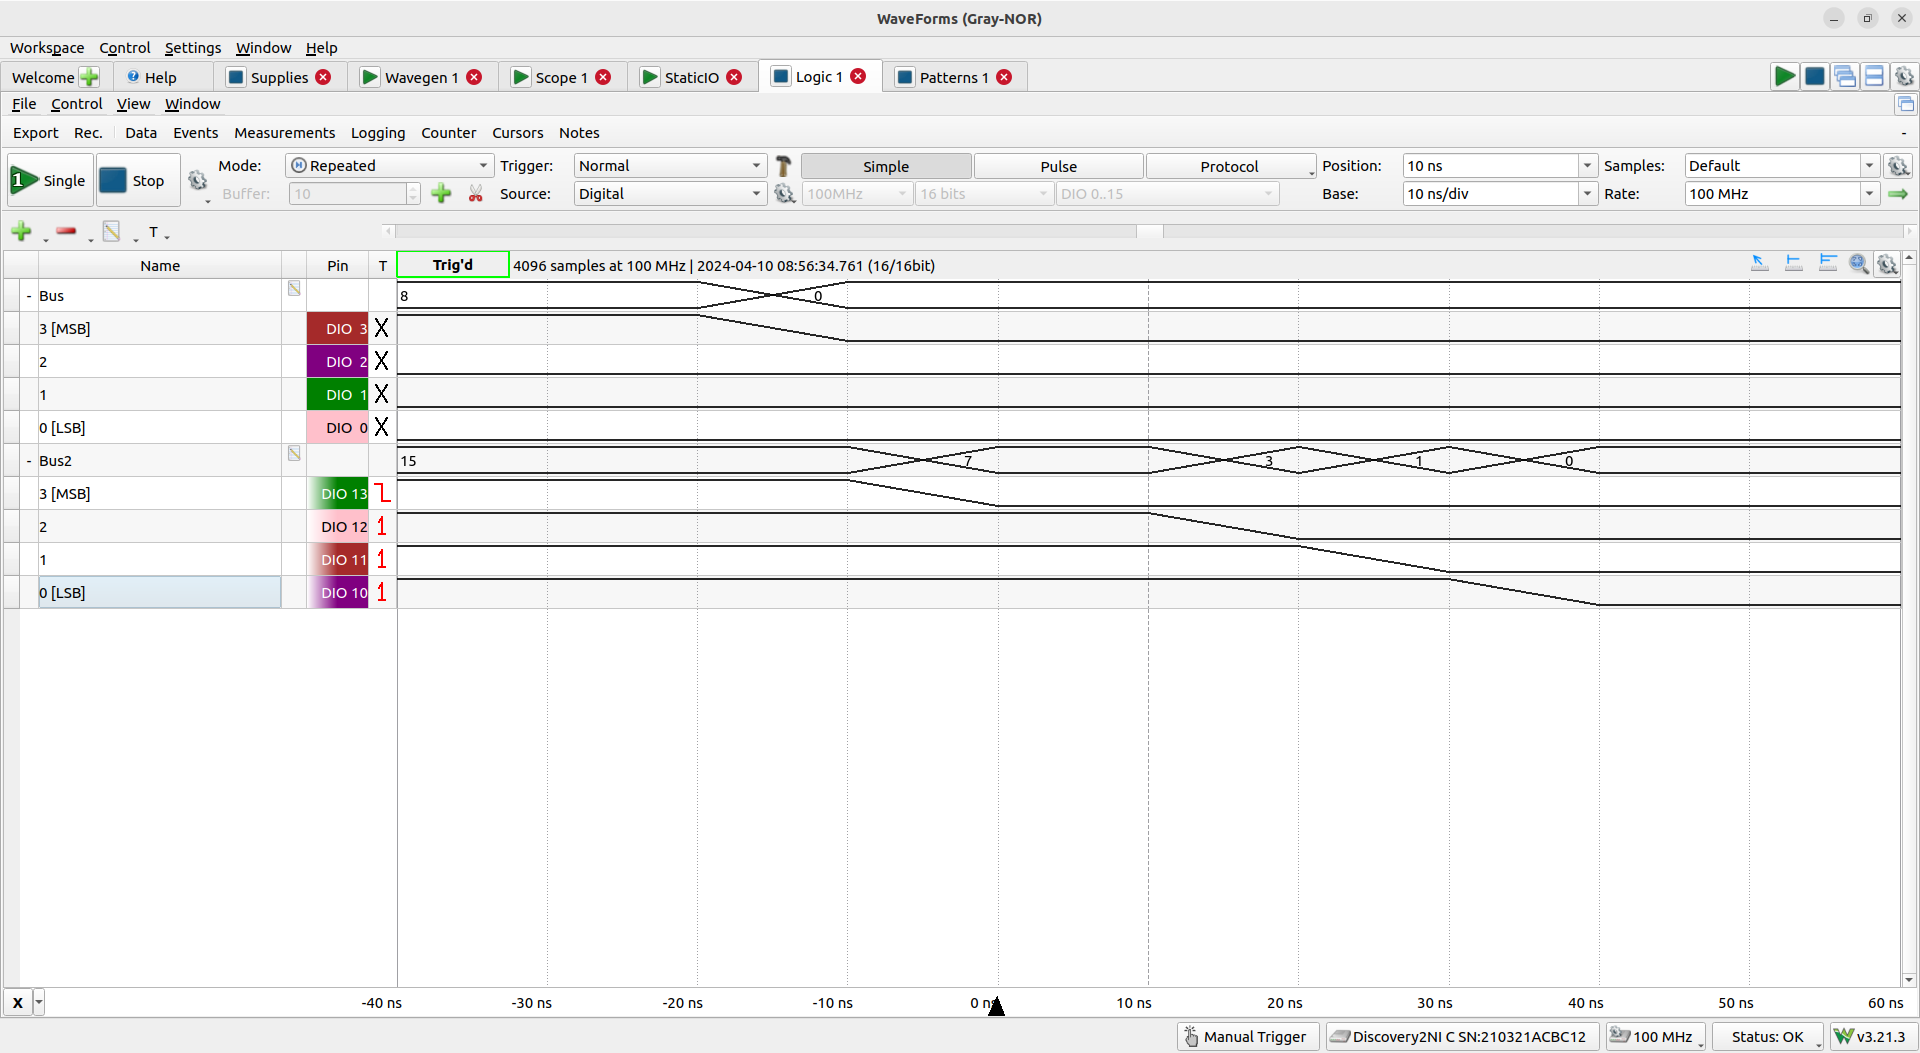 WaveForms (Gray-NOR)
Workspace Control Settings Window Help
Welcome Help Supplies Wavegen 1 Scope 1 StaticIO Logic 1 Patterns 1
File Control View Window
Export Rec. Data Events Measurements Logging Counter Cursors Notes -
1 Single Stop Mode: Repeated Trigger: Normal Simple Pulse Protocol Position: 10 ns Samples: Default
Buffer: 10 Source: Digital 100MHz 16 bits DIO 0..15 Base: 10 ns/div Rate: 100 MHz
T
Name Pin T Trig'd 4096 samples at 100 MHz | 2024-04-10 08:56:34.761 (16/16bit)
- Bus 8 0
3 [MSB] DIO 3 X
2 DIO 2 X
1 DIO 1 X
0 [LSB] DIO 0 X
- Bus2 15 7 3 1 0
3 [MSB] DIO 13
2 DIO 12 1
1 DIO 11 1
0 [LSB] DIO 10 1
X -40 ns -30 ns -20 ns -10 ns 0 ns 10 ns 20 ns 30 ns 40 ns 50 ns 60 ns
Manual Trigger Discovery2NI C SN:210321ACBC12 100 MHz Status: OK v3.21.3